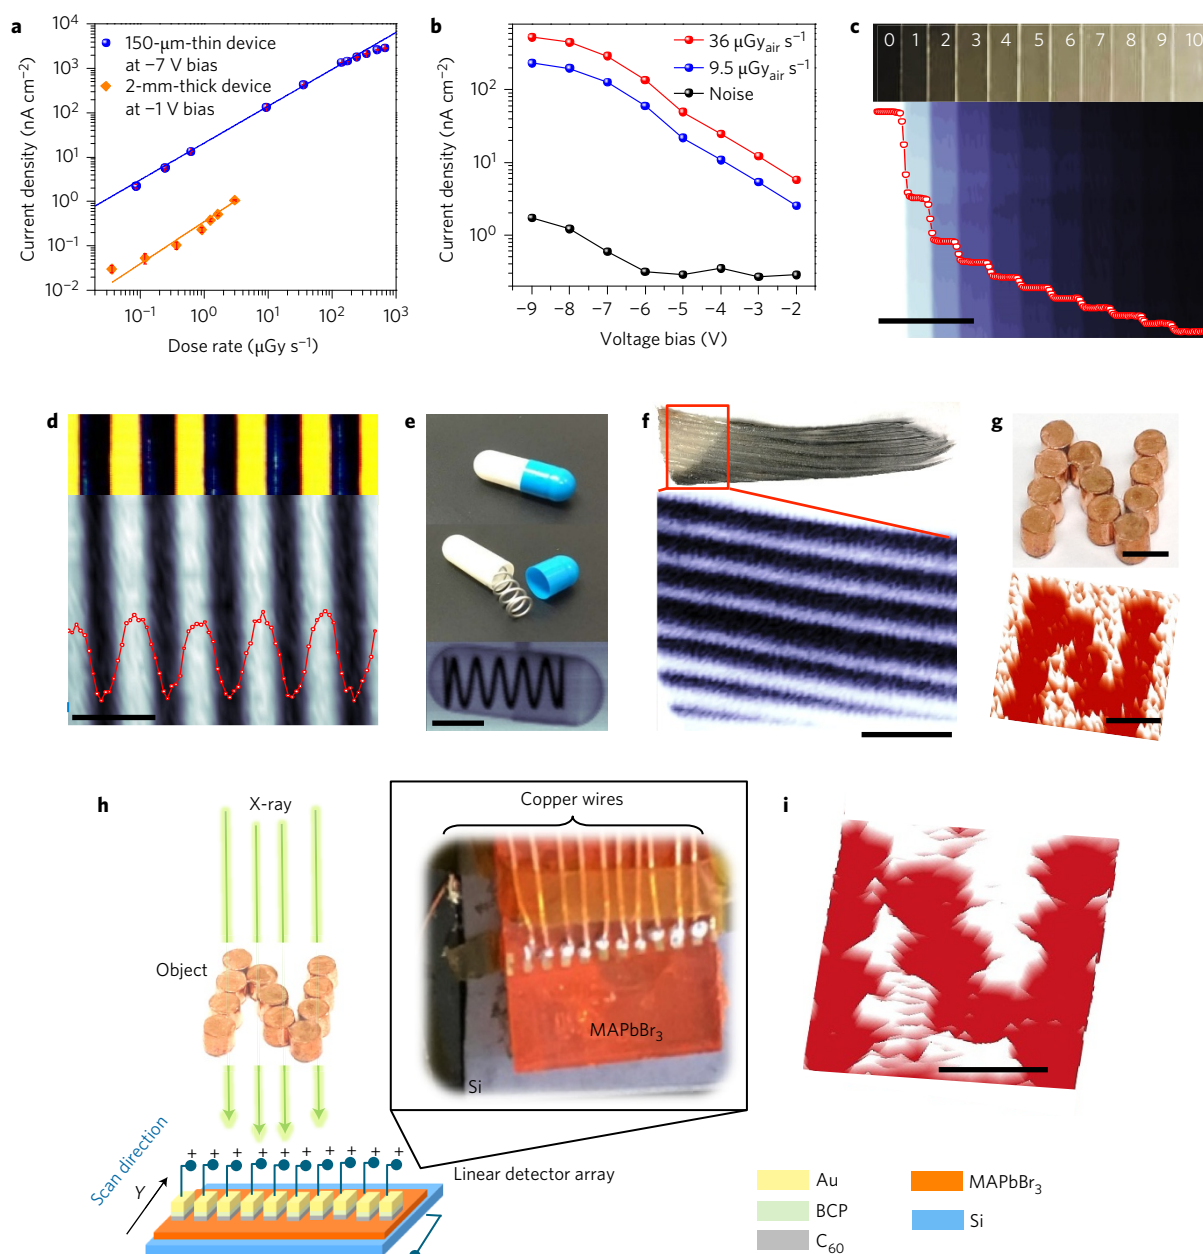 a
Current density (nA cm⁻²)
10⁴
10³
10²
10¹
10⁰
10⁻¹
10⁻²
150-μm-thin device
at −7 V bias
2-mm-thick device
at −1 V bias
10⁻¹ 10⁰ 10¹ 10² 10³
Dose rate (μGy s⁻¹)
b
Current density (nA cm⁻²)
10²
10¹
10⁰
36 μGy_air s⁻¹
9.5 μGy_air s⁻¹
Noise
−9 −8 −7 −6 −5 −4 −3 −2
Voltage bias (V)
c
0 1 2 3 4 5 6 7 8 9 10
d
e
f
g
h
X-ray
Object
Scan direction
Y
+ + + + + + + + + +
Copper wires
MAPbBr₃
Si
Linear detector array
i
Au
BCP
C₆₀
MAPbBr₃
Si